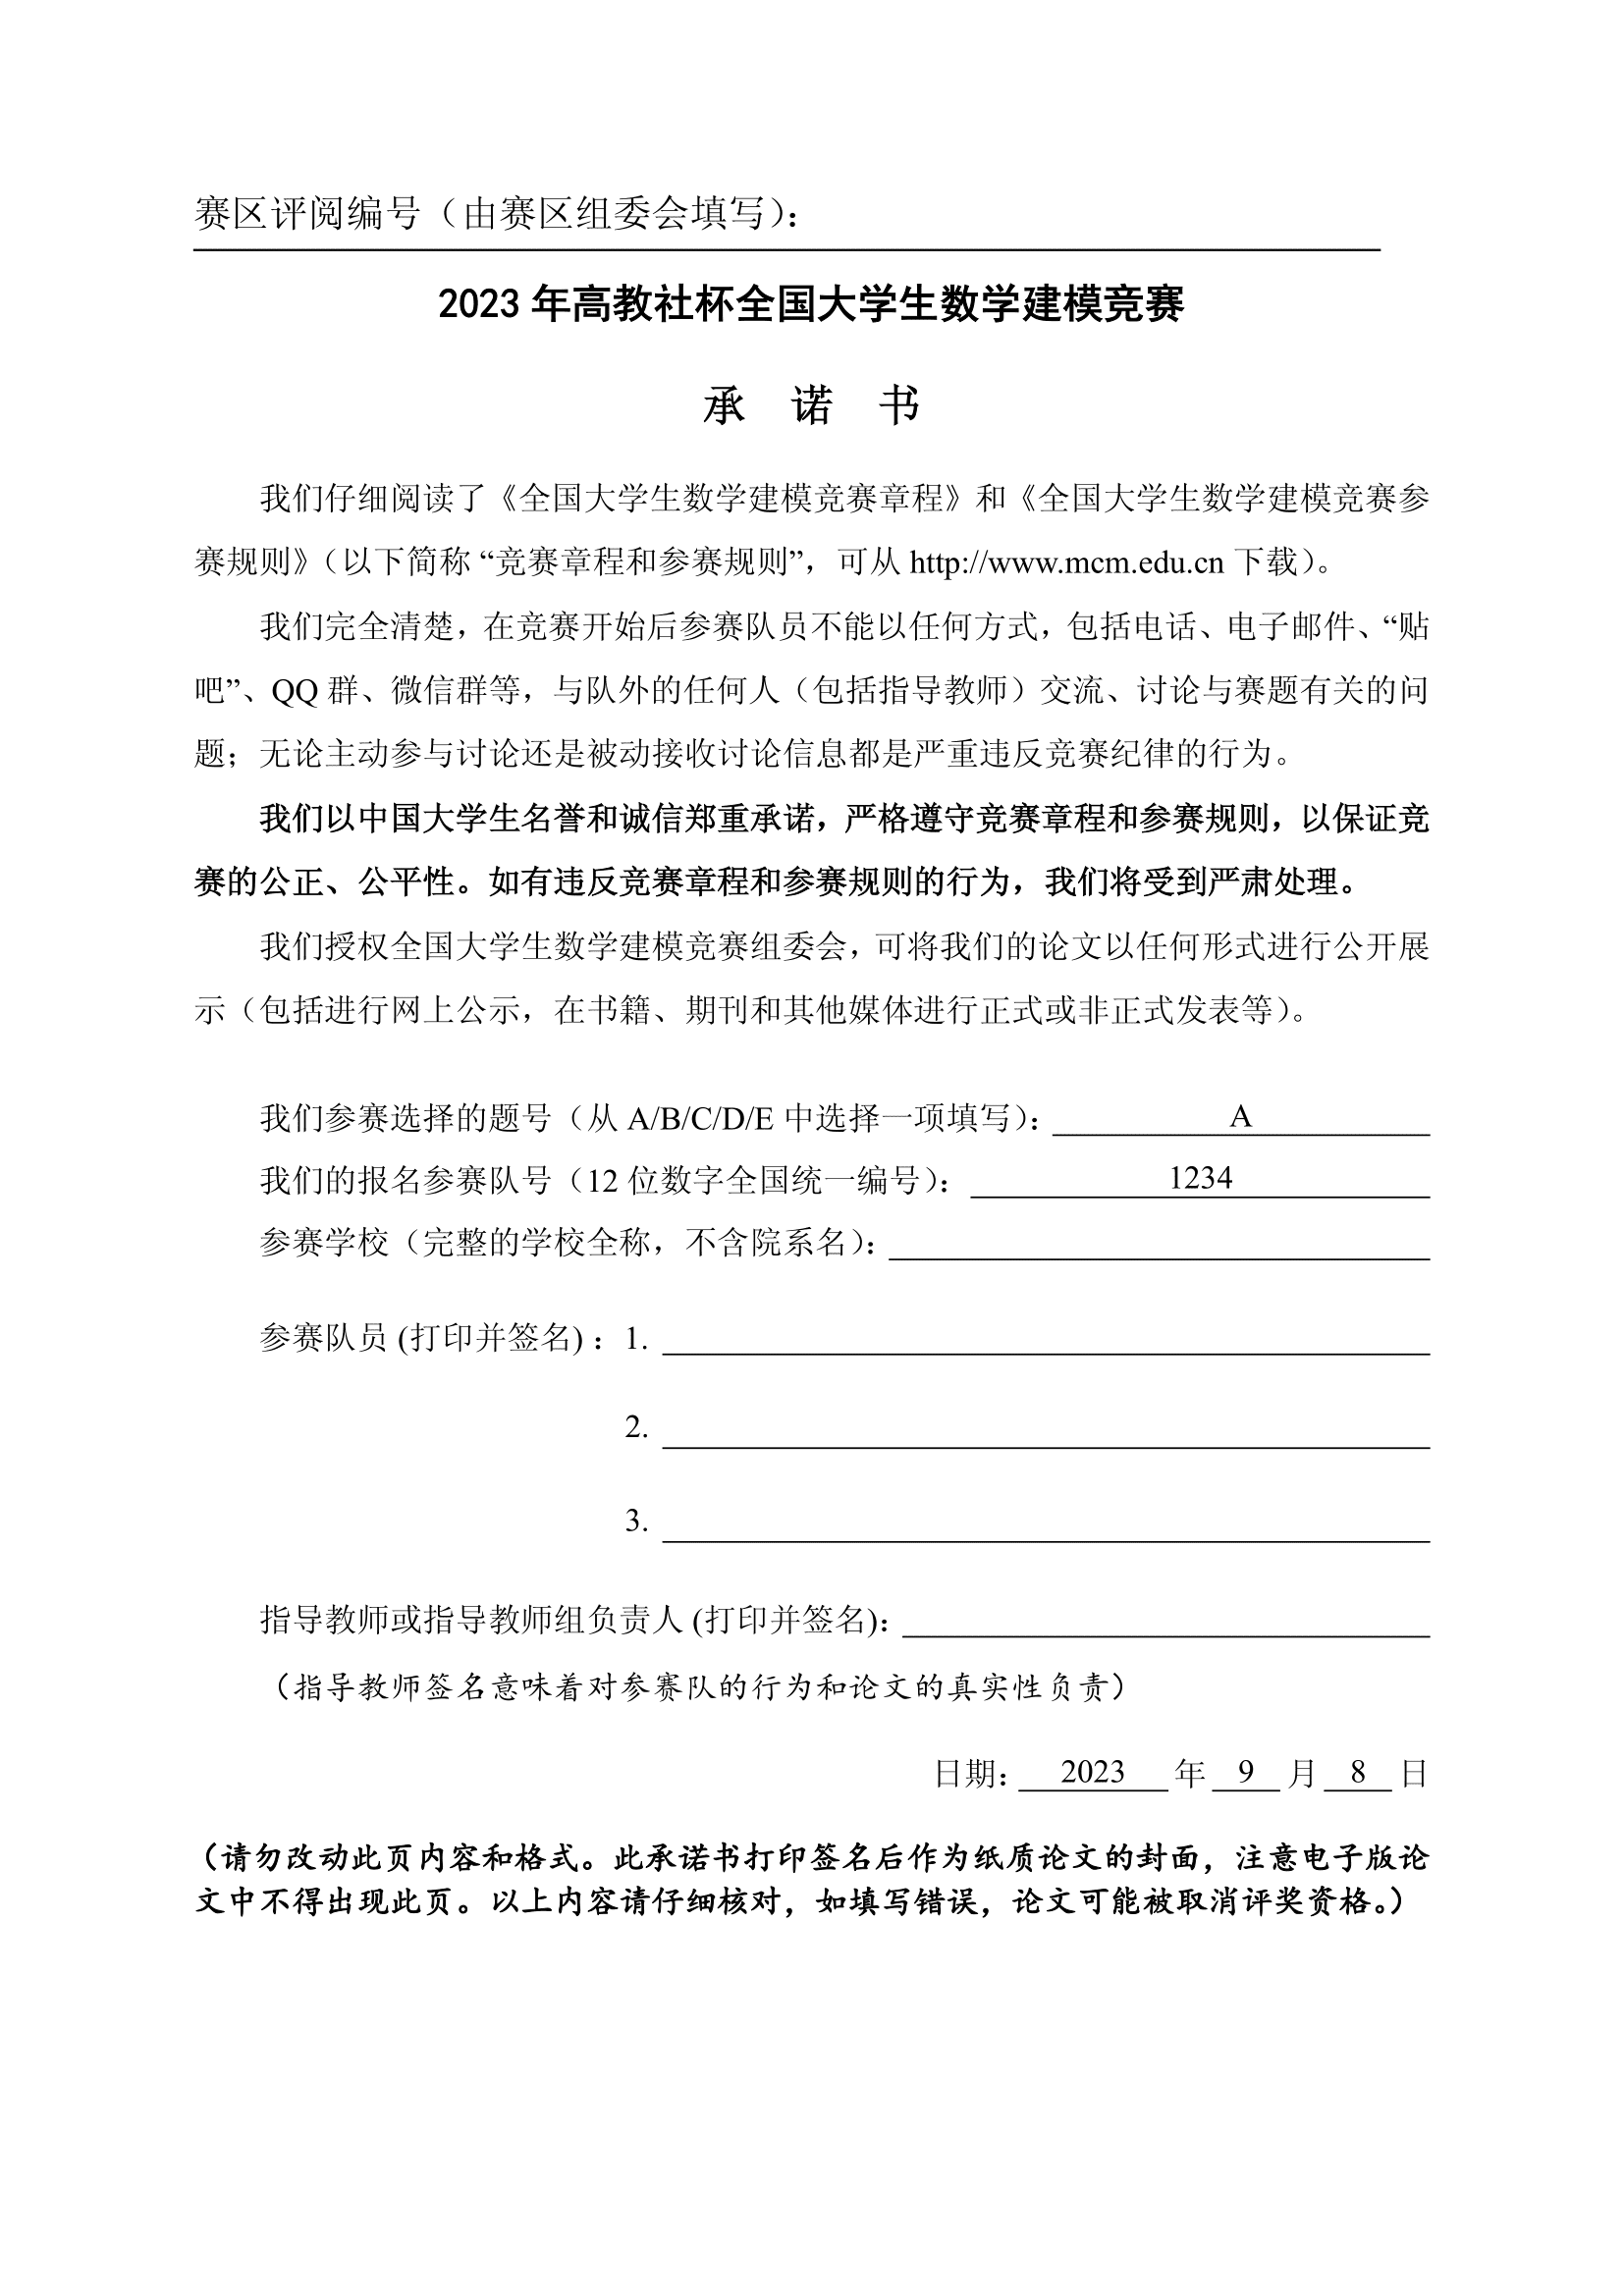 赛区评阅编号（由赛区组委会填写）：
2023 年高教社杯全国大学生数学建模竞赛
承 诺 书
我们仔细阅读了《全国大学生数学建模竞赛章程》和《全国大学生数学建模竞赛参
赛规则》（以下简称 “竞赛章程和参赛规则”，可从 http://www.mcm.edu.cn 下载）。
我们完全清楚，在竞赛开始后参赛队员不能以任何方式，包括电话、电子邮件、“贴
吧”、QQ 群、微信群等，与队外的任何人（包括指导教师）交流、讨论与赛题有关的问
题；无论主动参与讨论还是被动接收讨论信息都是严重违反竞赛纪律的行为。
我们以中国大学生名誉和诚信郑重承诺，严格遵守竞赛章程和参赛规则，以保证竞
赛的公正、公平性。如有违反竞赛章程和参赛规则的行为，我们将受到严肃处理。
我们授权全国大学生数学建模竞赛组委会，可将我们的论文以任何形式进行公开展
示（包括进行网上公示，在书籍、期刊和其他媒体进行正式或非正式发表等）。
我们参赛选择的题号（从 A/B/C/D/E 中选择一项填写）： A
我们的报名参赛队号（12 位数字全国统一编号）： 1234
参赛学校（完整的学校全称，不含院系名）：
参赛队员 (打印并签名) ：1.
2.
3.
指导教师或指导教师组负责人 (打印并签名)：
（指导教师签名意味着对参赛队的行为和论文的真实性负责）
日期： 2023 年 9 月 8 日
（请勿改动此页内容和格式。此承诺书打印签名后作为纸质论文的封面，注意电子版论
文中不得出现此页。以上内容请仔细核对，如填写错误，论文可能被取消评奖资格。）